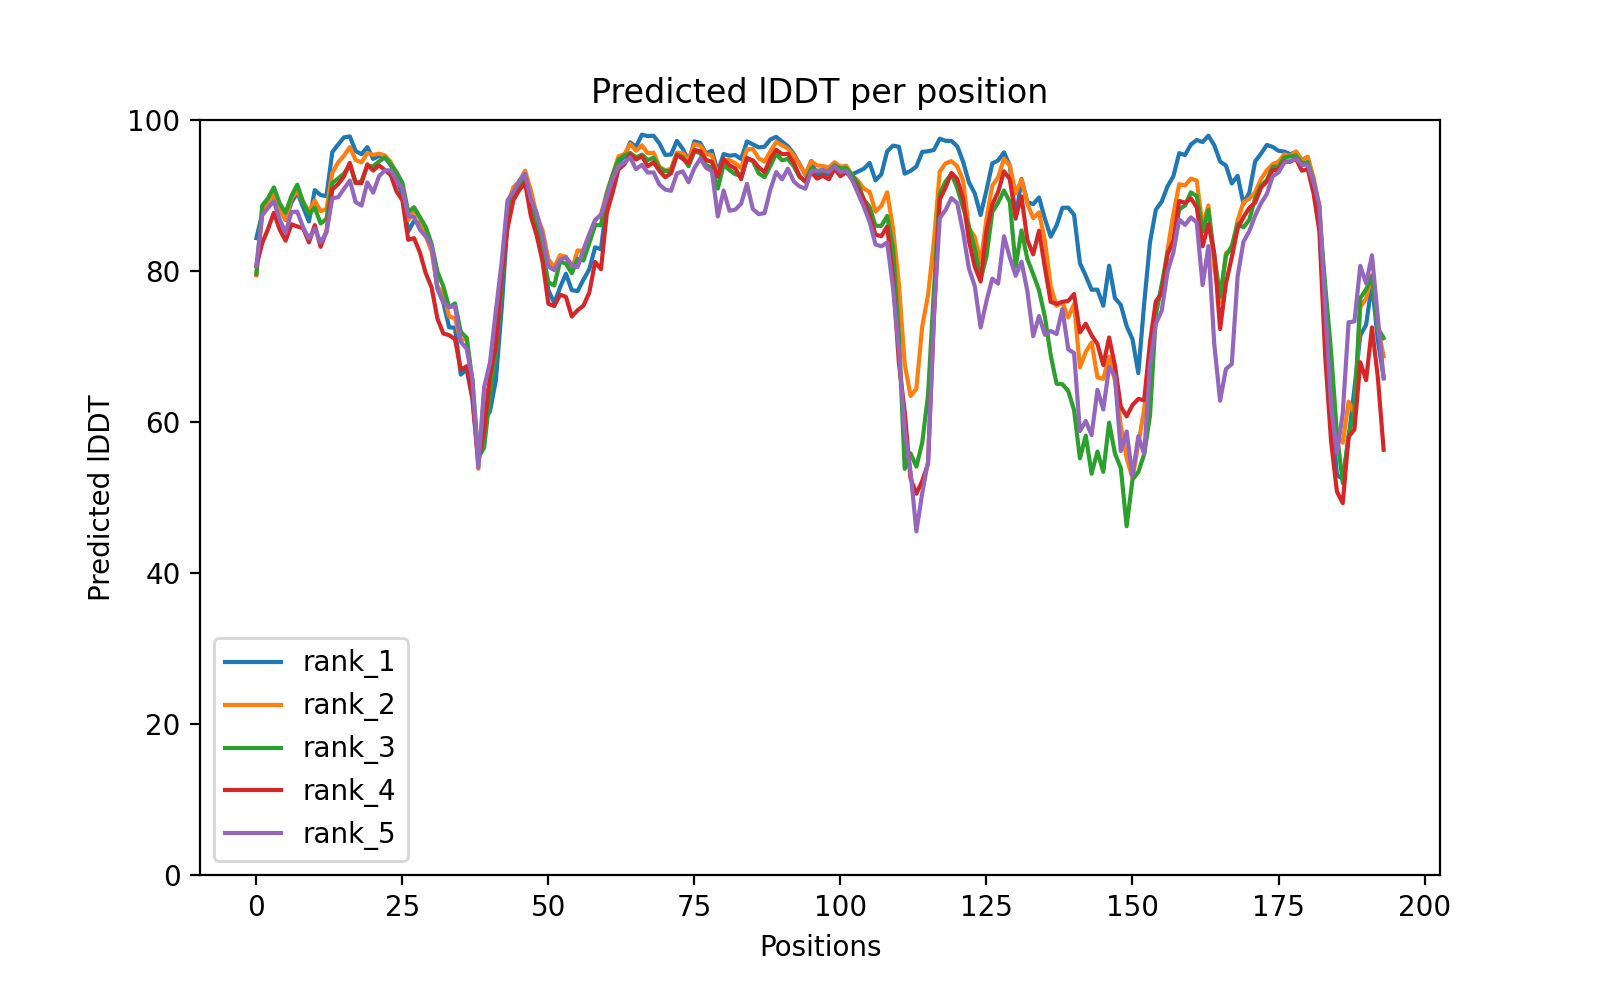 Predicted lDDT per position
100
80
60
40
20
0
Predicted lDDT
rank_1
rank_2
rank_3
rank_4
rank_5
0 25 50 75 100 125 150 175 200
Positions